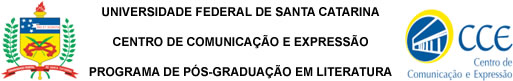 UNIVERSIDADE FEDERAL DE SANTA CATARINA
CENTRO DE COMUNICAÇÃO E EXPRESSÃO
PROGRAMA DE PÓS-GRADUAÇÃO EM LITERATURA
CCE
Centro de
Comunicação e Expressão